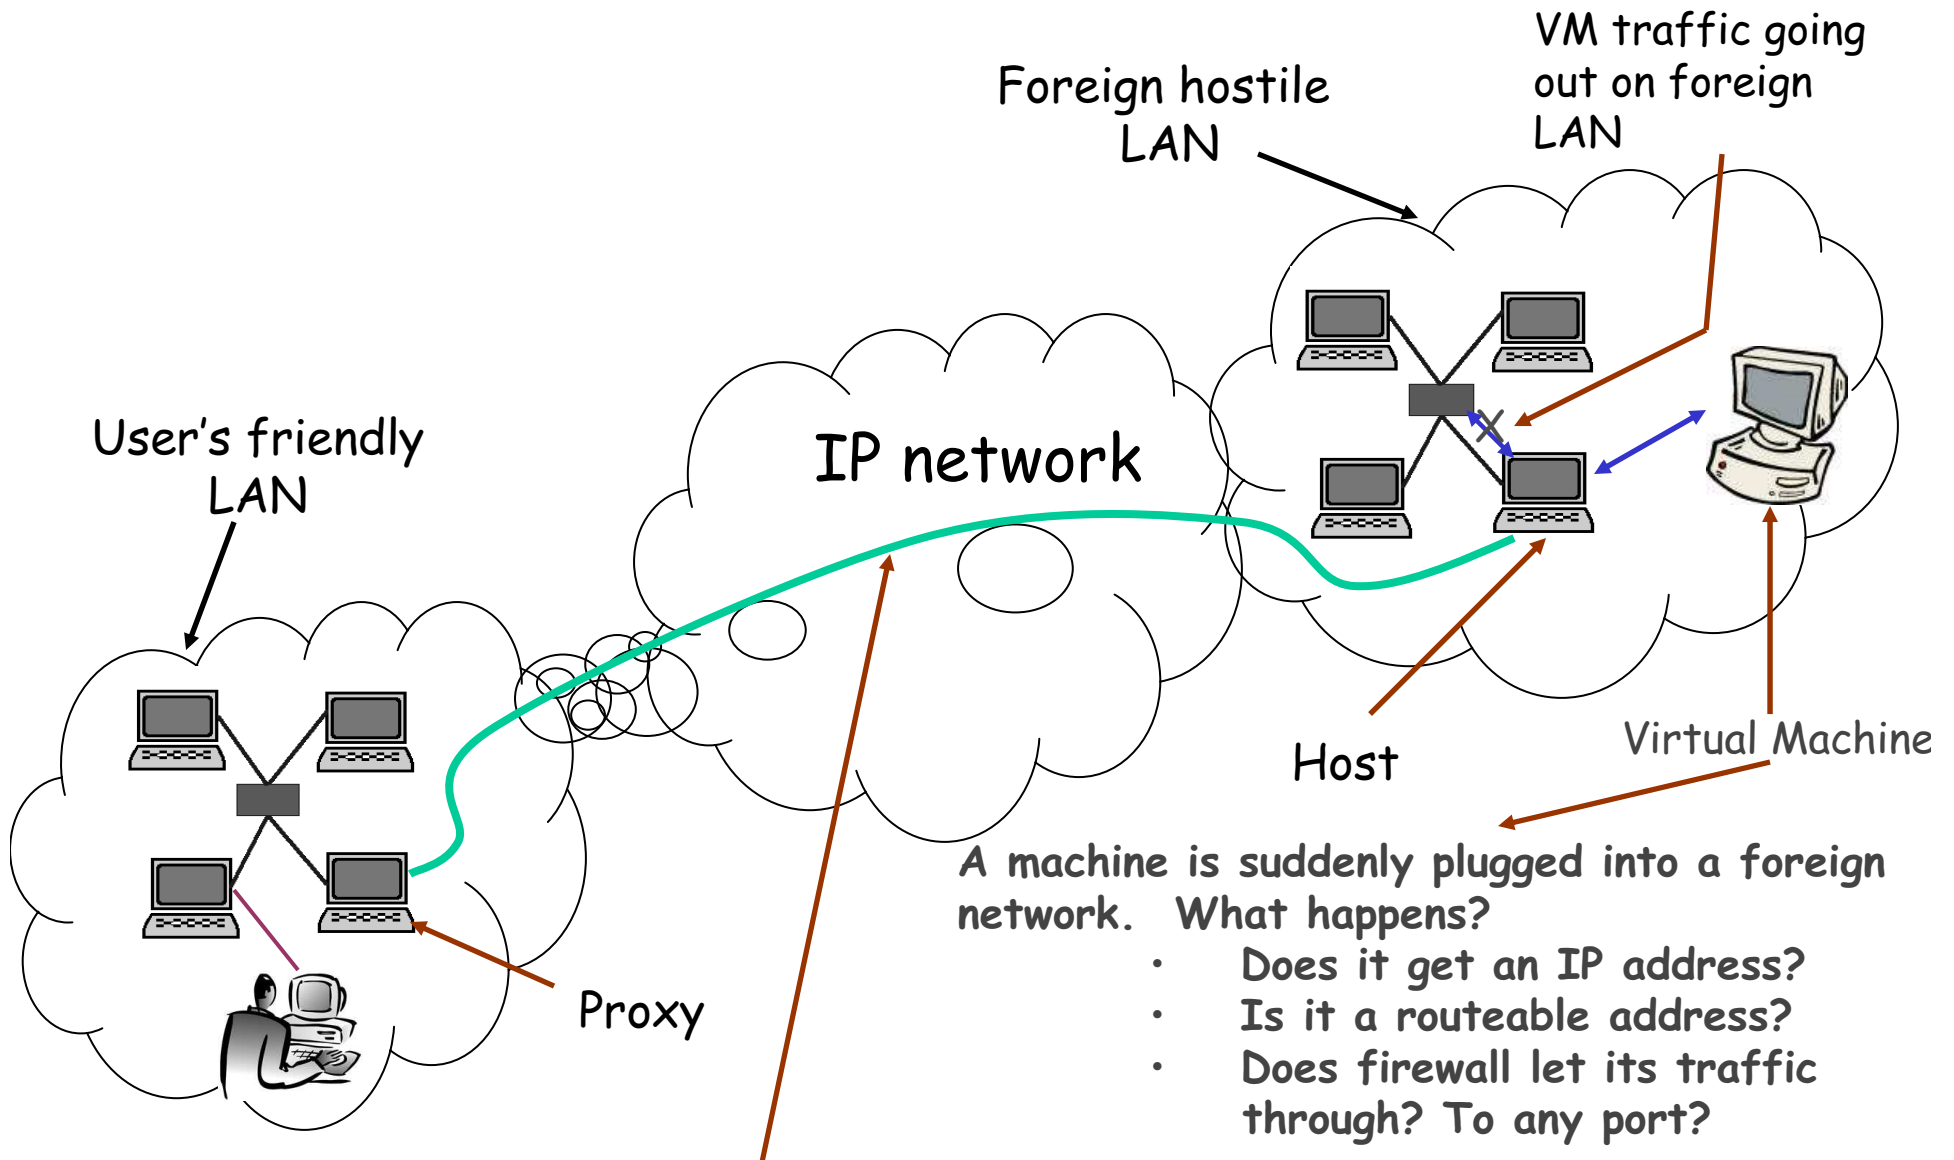 VM traffic going
out on foreign
LAN
Foreign hostile
LAN
User's friendly
LAN
IP network
Host
Virtual Machine
Proxy
A machine is suddenly plugged into a foreign
network. What happens?
• Does it get an IP address?
• Is it a routeable address?
• Does firewall let its traffic
through? To any port?